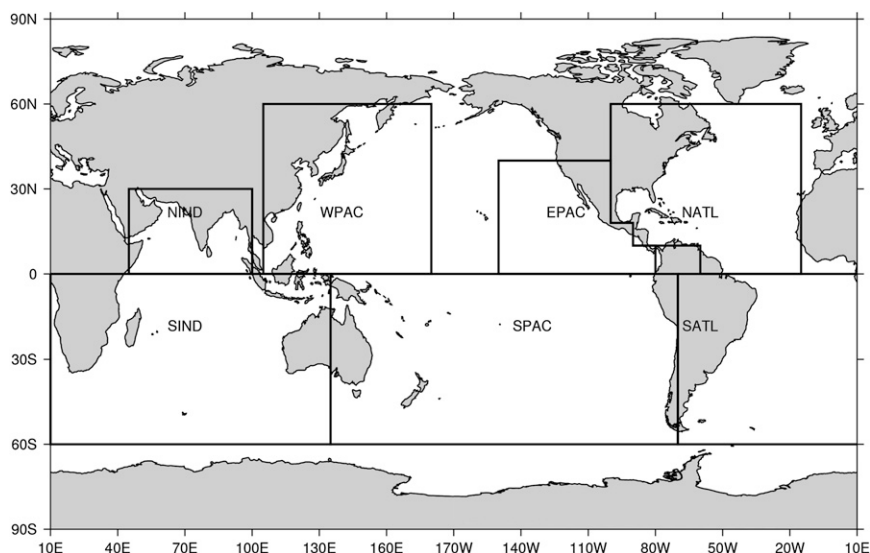 90N
60N
30N
NIND WPAC EPAC NATL
0
SIND SPAC SATL
30S
60S
90S
10E 40E 70E 100E 130E 160E 170W 140W 110W 80W 50W 20W 10E